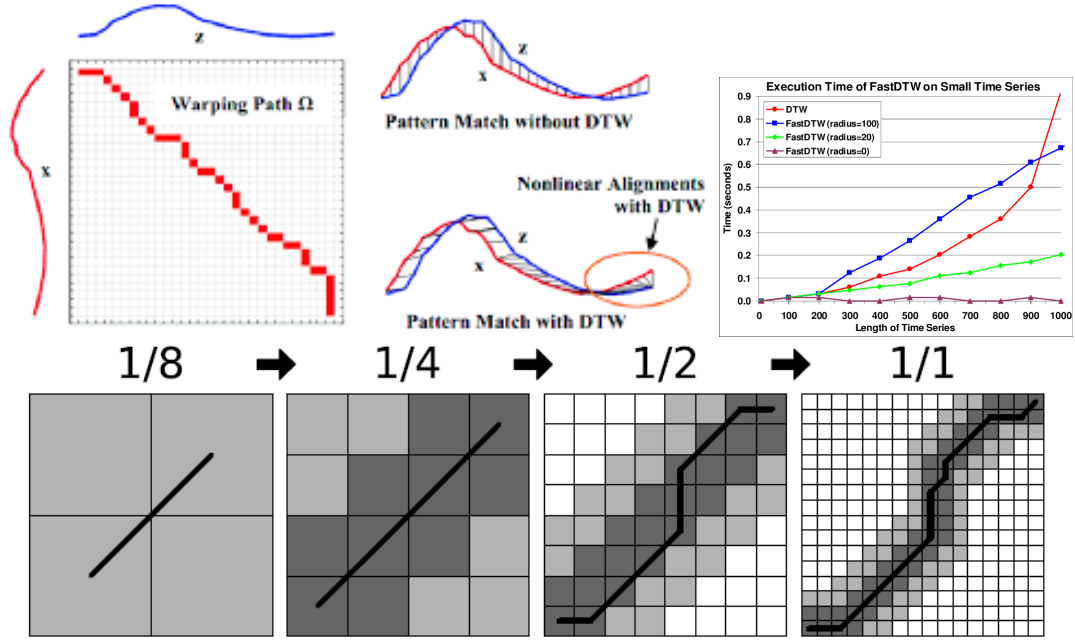 z
x
Warping Path Ω
z
x
Pattern Match without DTW
Nonlinear Alignments
with DTW
z
x
Pattern Match with DTW
Execution Time of FastDTW on Small Time Series
DTW
FastDTW (radius=100)
FastDTW (radius=20)
FastDTW (radius=0)
Time (seconds)
0.9
0.8
0.7
0.6
0.5
0.4
0.3
0.2
0.1
0.0
0 100 200 300 400 500 600 700 800 900 1000
Length of Time Series
1/8 1/4 1/2 1/1